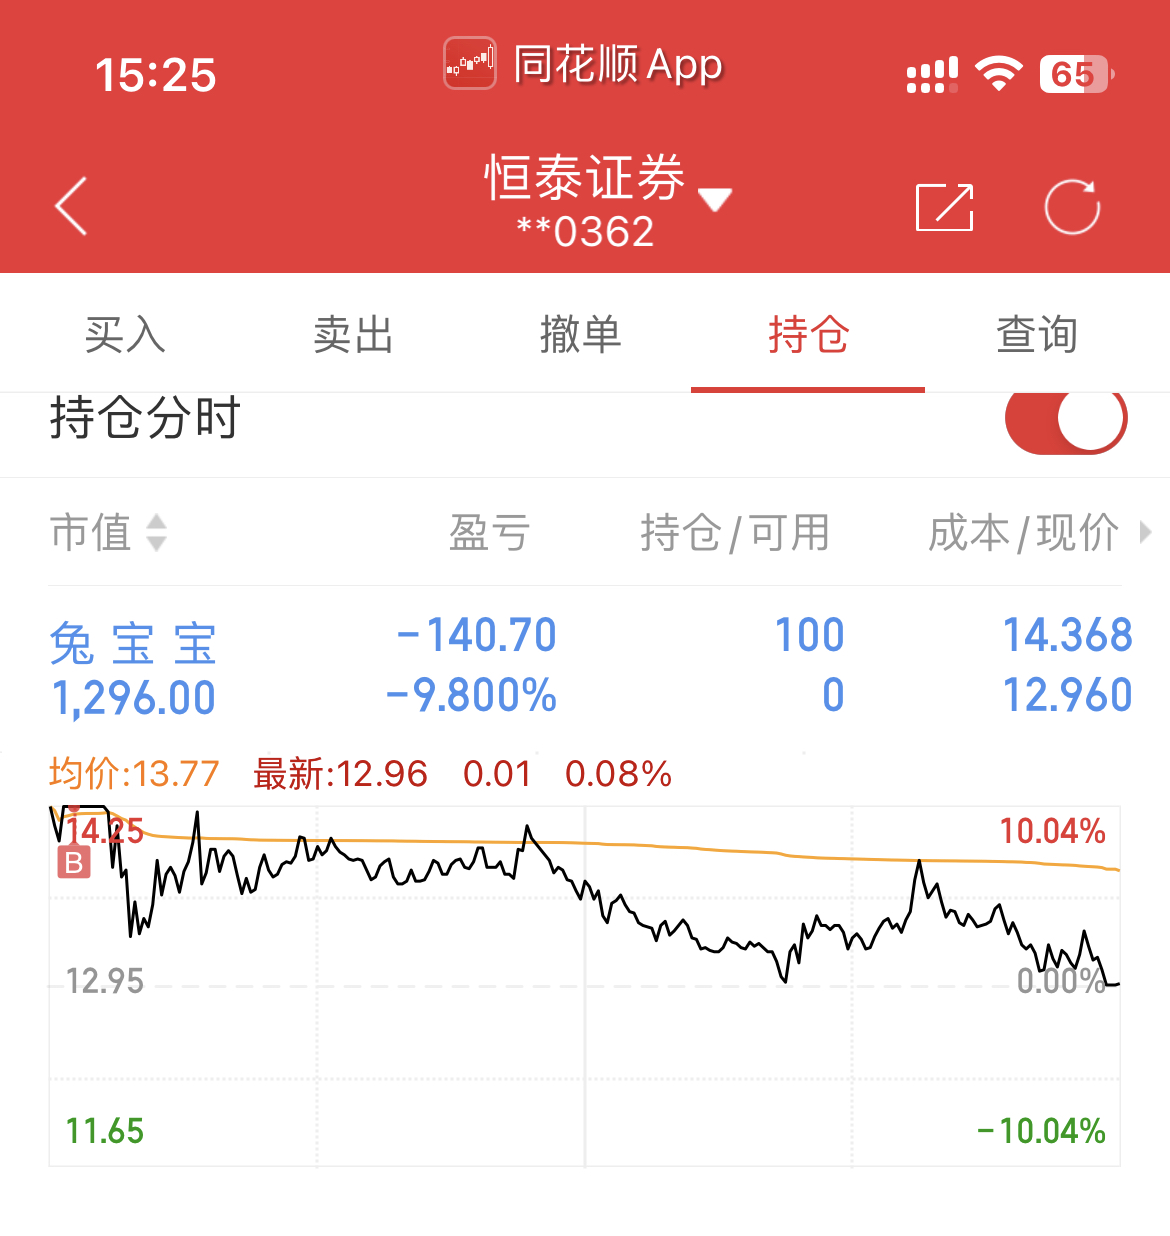 15:25
同花顺App
65
恒泰证券
**0362
买入 卖出 撤单 持仓 查询
持仓分时
市值 盈亏 持仓/可用 成本/现价
兔宝宝 -140.70 100 14.368
1,296.00 -9.800% 0 12.960
均价:13.77 最新:12.96 0.01 0.08%
14.25 10.04%
B
12.95 0.00%
11.65 -10.04%